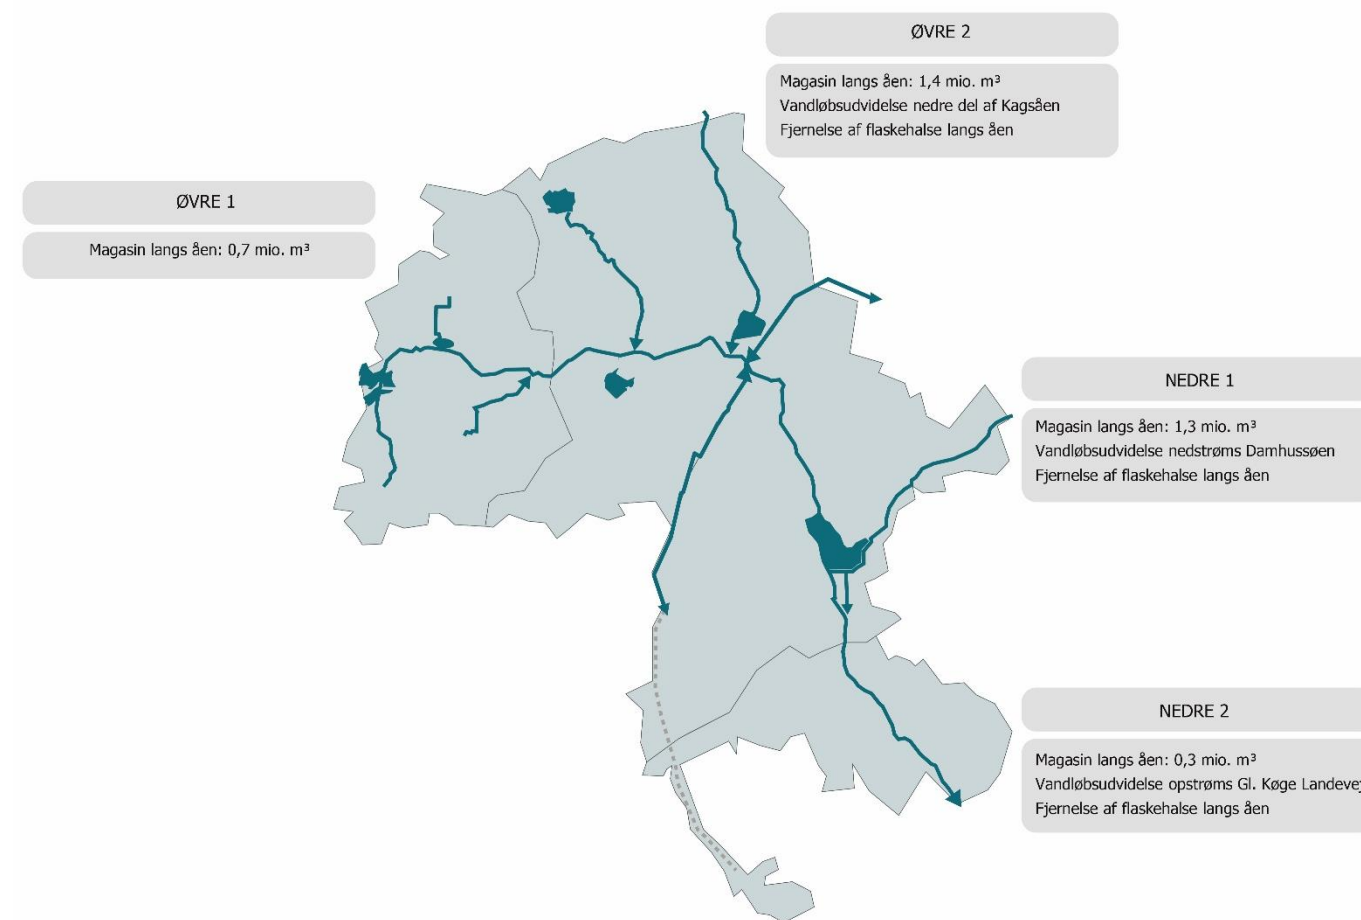 ØVRE 2
Magasin langs åen: 1,4 mio. m³
Vandløbsudvidelse nedre del af Kagsåen
Fjernelse af flaskehalse langs åen
ØVRE 1
Magasin langs åen: 0,7 mio. m³
NEDRE 1
Magasin langs åen: 1,3 mio. m³
Vandløbsudvidelse nedstrøms Damhussøen
Fjernelse af flaskehalse langs åen
NEDRE 2
Magasin langs åen: 0,3 mio. m³
Vandløbsudvidelse opstrøms Gl. Køge Landevej
Fjernelse af flaskehalse langs åen